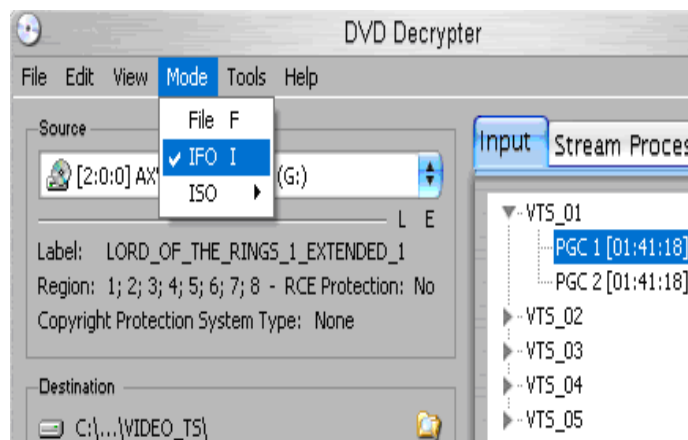 DVD Decrypter
File Edit View Mode Tools Help
File F
IFO I
ISO
Source
[2:0:0] AX (G:)
L E
Label: LORD_OF_THE_RINGS_1_EXTENDED_1
Region: 1; 2; 3; 4; 5; 6; 7; 8 - RCE Protection: No
Copyright Protection System Type: None
Destination
C:\...\VIDEO_TS\
Input Stream Proces
VTS_01
PGC 1 [01:41:18]
PGC 2 [01:41:18]
VTS_02
VTS_03
VTS_04
VTS_05